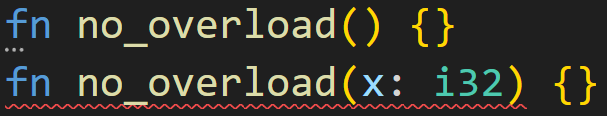 fn no_overload() {}
fn no_overload(x: i32) {}